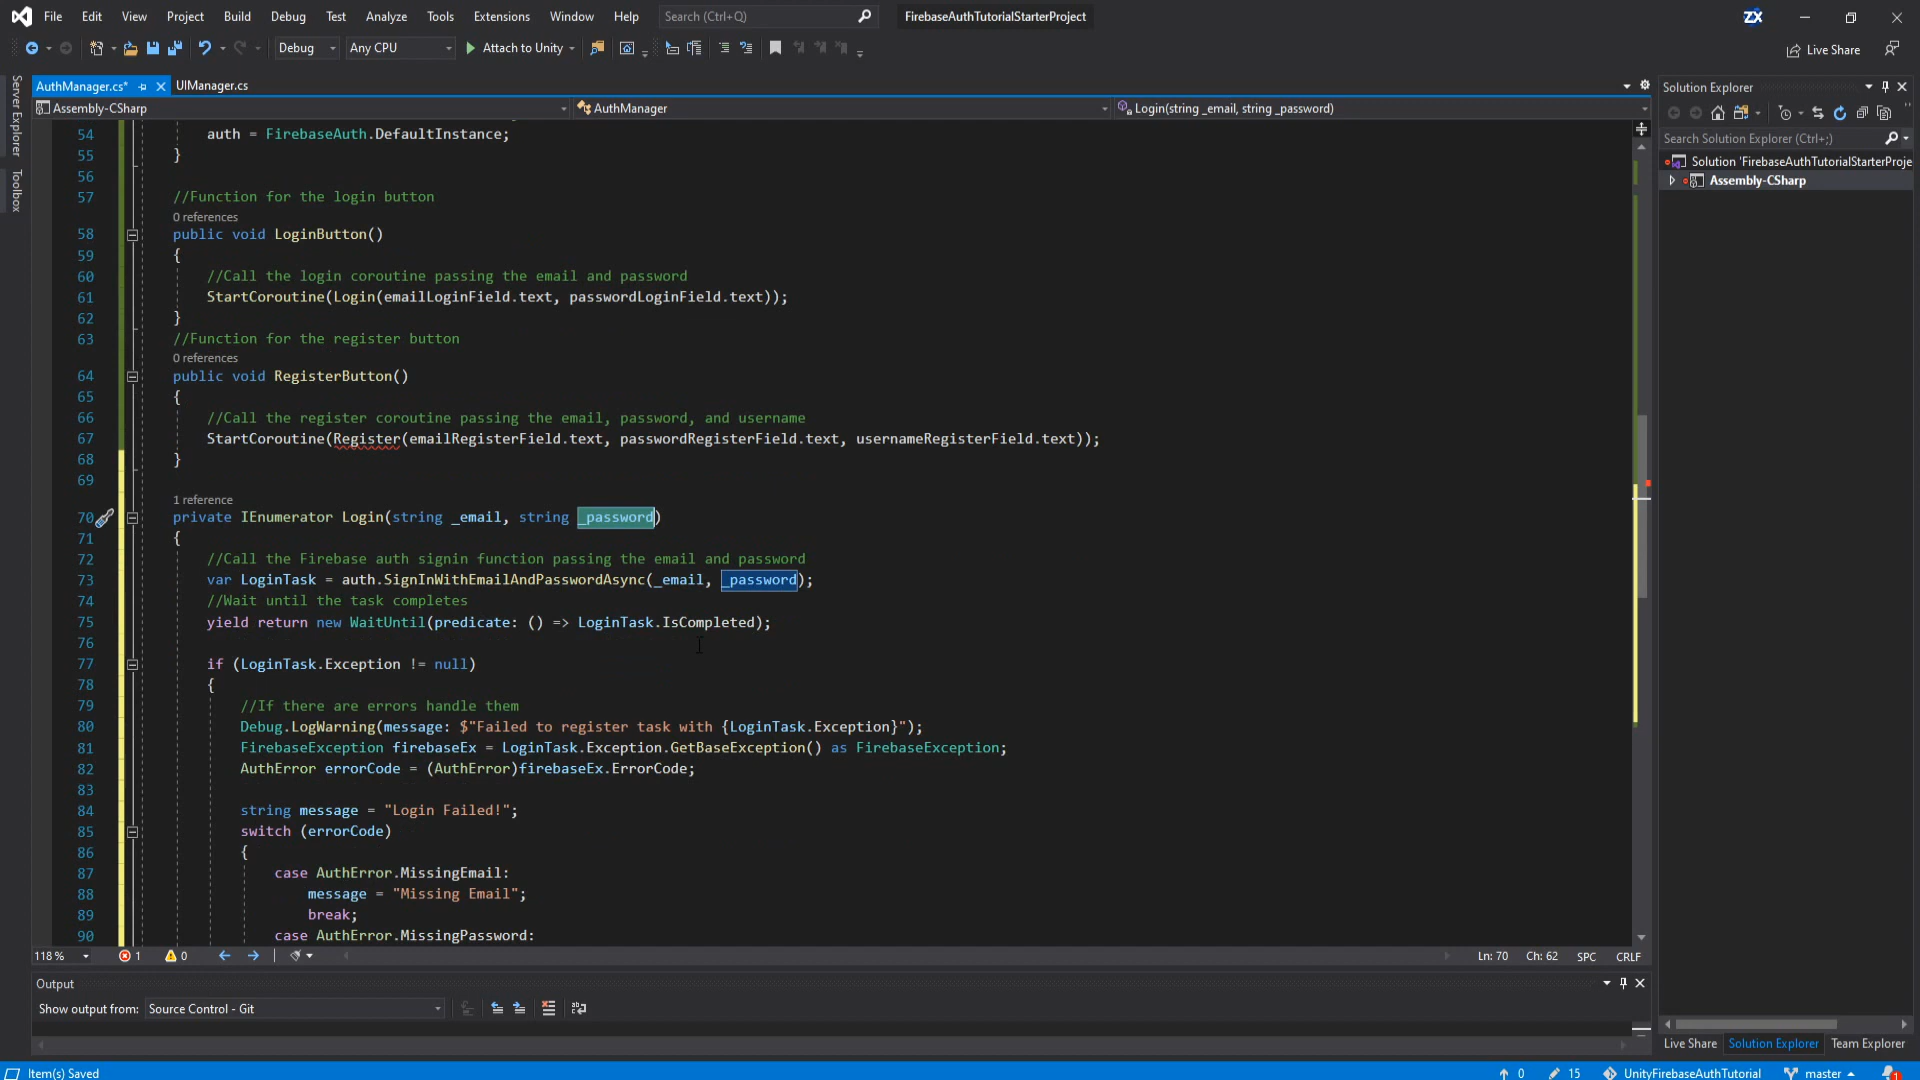 File Edit View Project Build Debug Test Analyze Tools Extensions Window Help Search (Ctrl+Q) FirebaseAuthTutorialStarterProject ZX
Debug Any CPU Attach to Unity Live Share
AuthManager.cs* UIManager.cs
Assembly-CSharp AuthManager Login(string _email, string _password)
Server Explorer
Toolbox
54 auth = FirebaseAuth.DefaultInstance;
55 }
56
57 //Function for the login button
0 references
58 public void LoginButton()
59 {
60 //Call the login coroutine passing the email and password
61 StartCoroutine(Login(emailLoginField.text, passwordLoginField.text));
62 }
63 //Function for the register button
0 references
64 public void RegisterButton()
65 {
66 //Call the register coroutine passing the email, password, and username
67 StartCoroutine(Register(emailRegisterField.text, passwordRegisterField.text, usernameRegisterField.text));
68 }
69
1 reference
70 private IEnumerator Login(string _email, string _password)
71 {
72 //Call the Firebase auth signin function passing the email and password
73 var LoginTask = auth.SignInWithEmailAndPasswordAsync(_email, _password);
74 //Wait until the task completes
75 yield return new WaitUntil(predicate: () => LoginTask.IsCompleted);
76
77 if (LoginTask.Exception != null)
78 {
79 //If there are errors handle them
80 Debug.LogWarning(message: $"Failed to register task with {LoginTask.Exception}");
81 FirebaseException firebaseEx = LoginTask.Exception.GetBaseException() as FirebaseException;
82 AuthError errorCode = (AuthError)firebaseEx.ErrorCode;
83
84 string message = "Login Failed!";
85 switch (errorCode)
86 {
87 case AuthError.MissingEmail:
88 message = "Missing Email";
89 break;
90 case AuthError.MissingPassword:
118 % 1 0 Ln: 70 Ch: 62 SPC CRLF
Output
Show output from: Source Control - Git
Solution Explorer
Search Solution Explorer (Ctrl+;)
Solution 'FirebaseAuthTutorialStarterProje
Assembly-CSharp
Live Share Solution Explorer Team Explorer
Item(s) Saved 0 15 UnityFirebaseAuthTutorial master 1